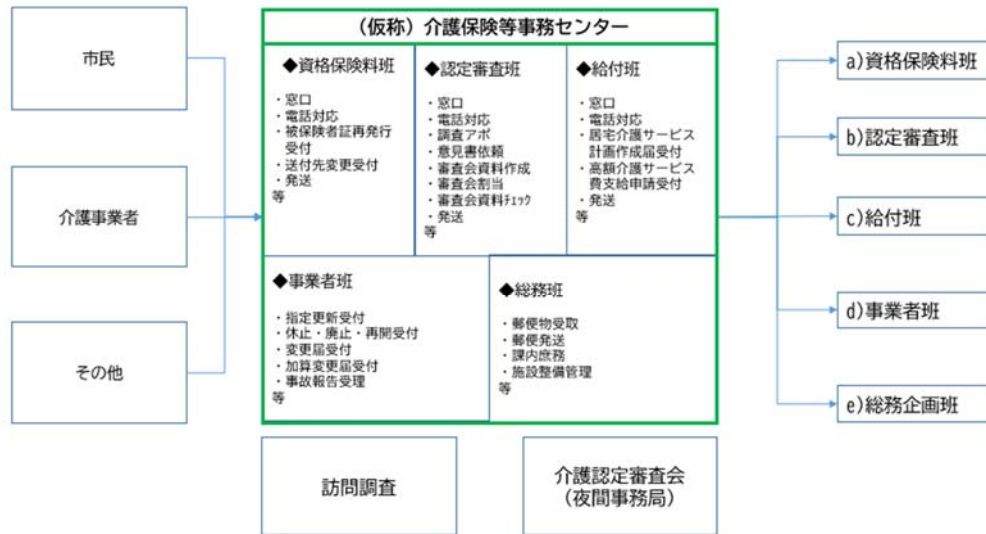 市民
介護事業者
その他
（仮称）介護保険等事務センター
◆資格保険料班
・窓口
・電話対応
・被保険者証再発行
受付
・送付先変更受付
・発送
等
◆認定審査班
・窓口
・電話対応
・調査アポ
・意見書依頼
・審査会資料作成
・審査会割当
・審査会資料ﾁｪｯｸ
・発送
等
◆給付班
・窓口
・電話対応
・居宅介護サービス
計画作成届受付
・高額介護サービス
費支給申請受付
・発送
等
◆事業者班
・指定更新受付
・休止・廃止・再開受付
・変更届受付
・加算変更届受付
・事故報告受理
等
◆総務班
・郵便物受取
・郵便発送
・課内庶務
・施設整備管理
等
訪問調査
介護認定審査会
（夜間事務局）
a)資格保険料班
b)認定審査班
c)給付班
d)事業者班
e)総務企画班